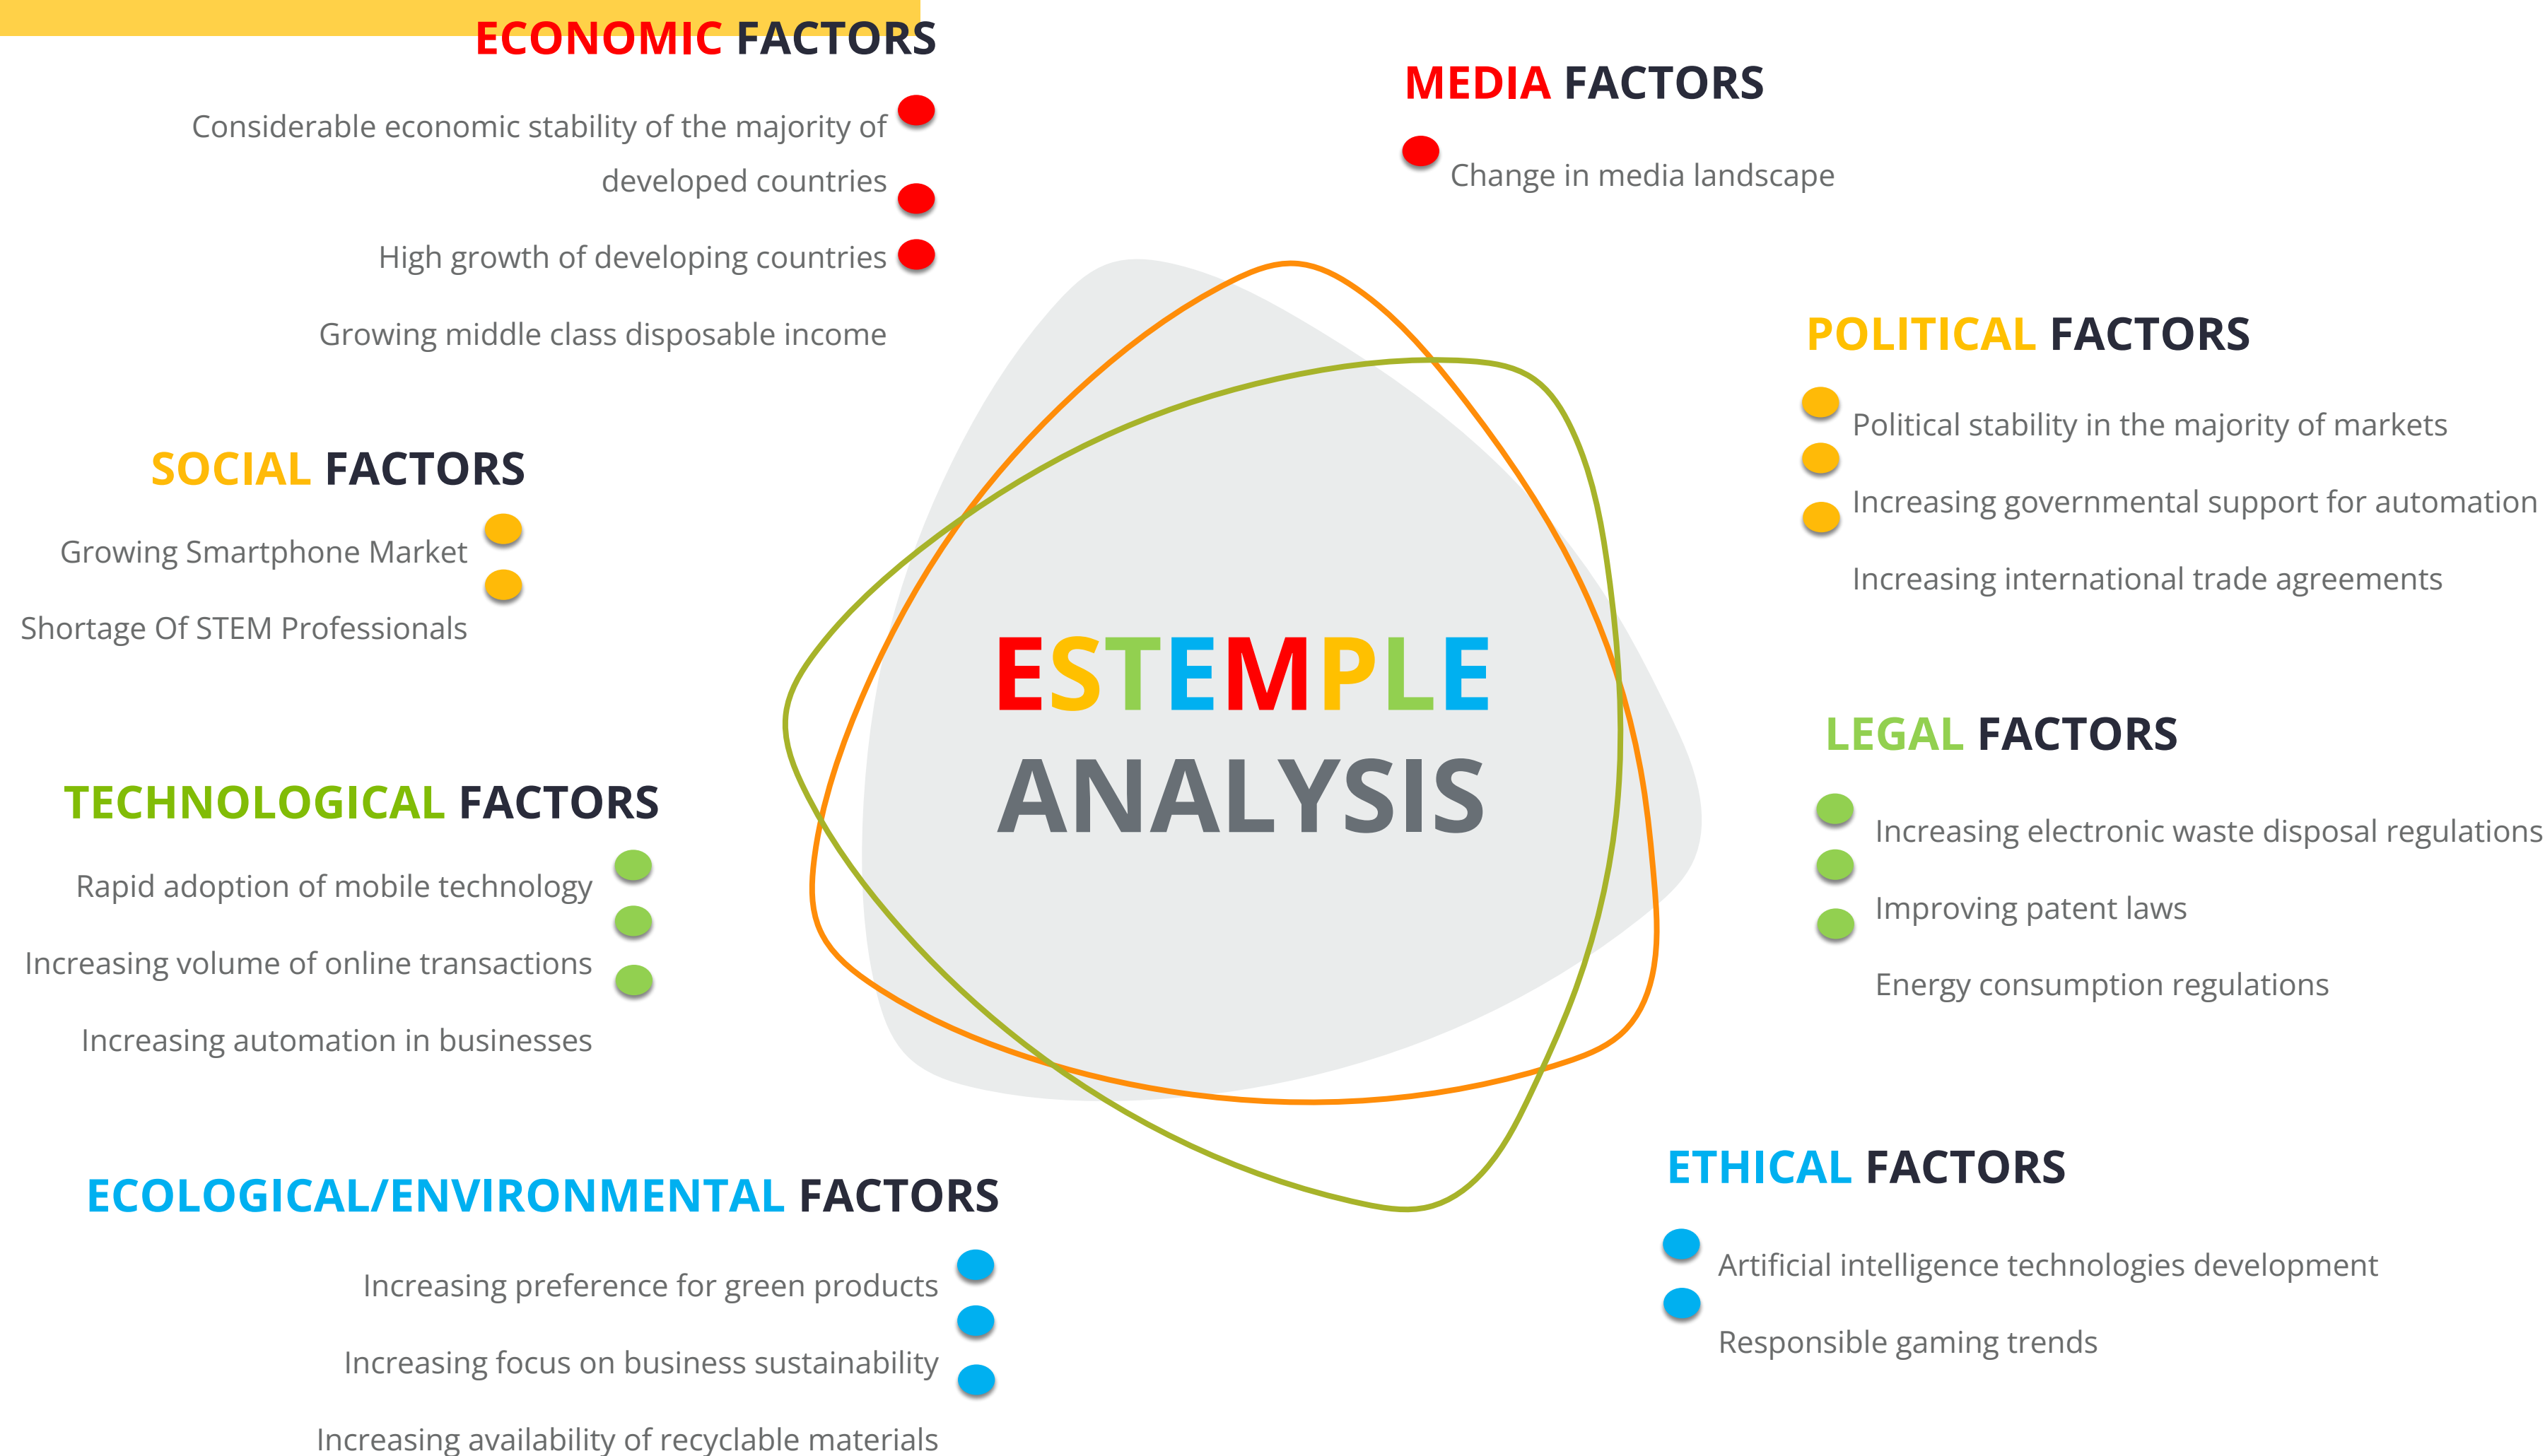 ECONOMIC FACTORS
Considerable economic stability of the majority of
developed countries
High growth of developing countries
Growing middle class disposable income
SOCIAL FACTORS
Growing Smartphone Market
Shortage Of STEM Professionals
TECHNOLOGICAL FACTORS
Rapid adoption of mobile technology
Increasing volume of online transactions
Increasing automation in businesses
ECOLOGICAL/ENVIRONMENTAL FACTORS
Increasing preference for green products
Increasing focus on business sustainability
Increasing availability of recyclable materials
ESTEMPLE
ANALYSIS
MEDIA FACTORS
Change in media landscape
POLITICAL FACTORS
Political stability in the majority of markets
Increasing governmental support for automation
Increasing international trade agreements
LEGAL FACTORS
Increasing electronic waste disposal regulations
Improving patent laws
Energy consumption regulations
ETHICAL FACTORS
Artificial intelligence technologies development
Responsible gaming trends